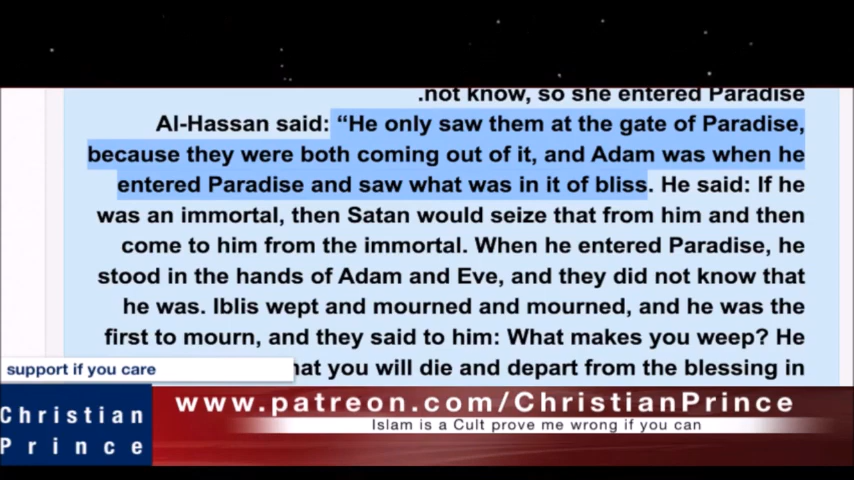 .not know, so she entered Paradise
Al-Hassan said: “He only saw them at the gate of Paradise,
because they were both coming out of it, and Adam was when he
entered Paradise and saw what was in it of bliss. He said: If he
was an immortal, then Satan would seize that from him and then
come to him from the immortal. When he entered Paradise, he
stood in the hands of Adam and Eve, and they did not know that
he was. Iblis wept and mourned and mourned, and he was the
first to mourn, and they said to him: What makes you weep? He
you will die and depart from the blessing in
support if you care
Christian
Prince
www.patreon.com/ChristianPrince
Islam is a Cult prove me wrong if you can